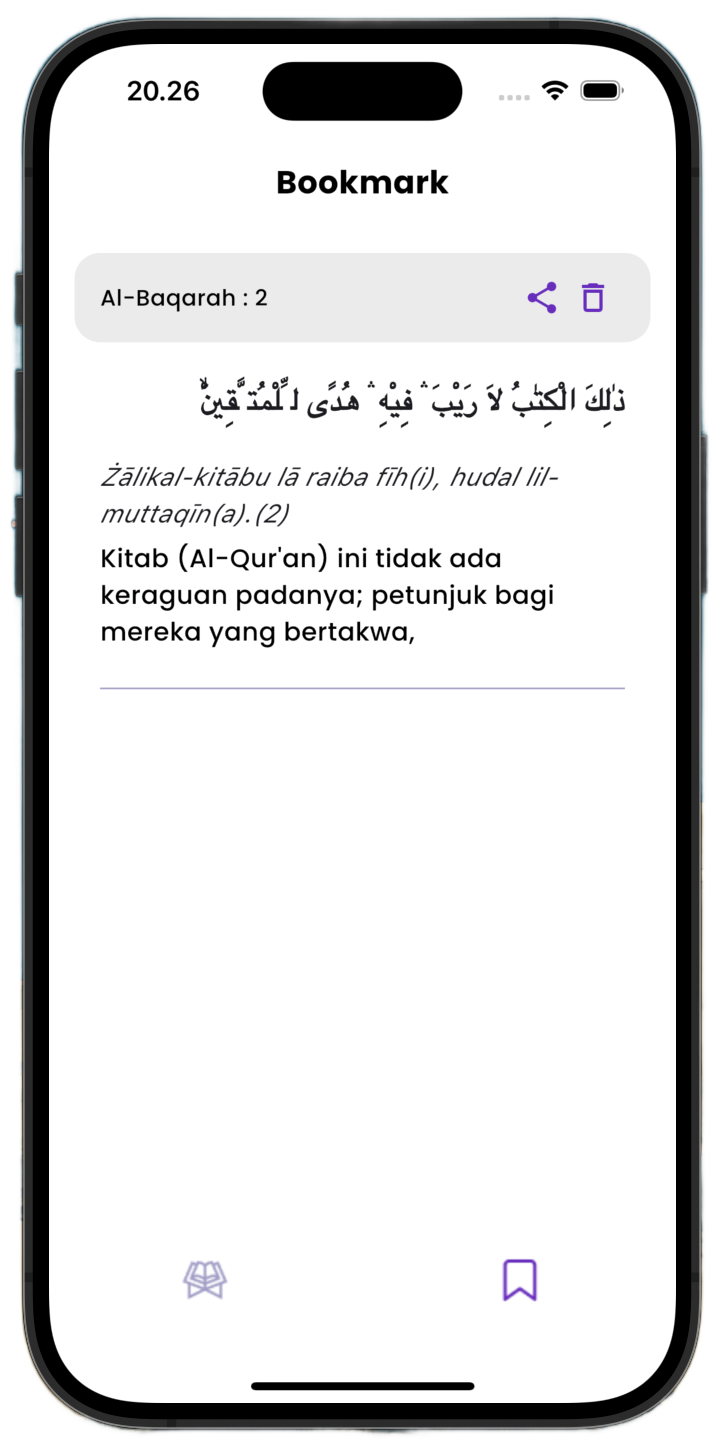 20.26
Bookmark
Al-Baqarah : 2
ذٰلِكَ الْكِتٰبُ لاَ رَيْبَ ۛ فِيْهِ ۛ هُدًى لِّلْمُتَّقِيْنَۙ
Żālikal-kitābu lā raiba fīh(i), hudal lil-
muttaqīn(a).(2)
Kitab (Al-Qur'an) ini tidak ada
keraguan padanya; petunjuk bagi
mereka yang bertakwa,